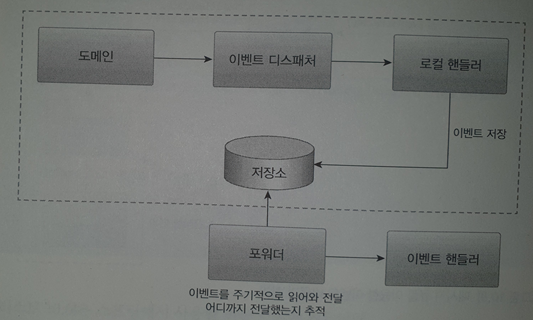 도메인
이벤트 디스패처
로컬 핸들러
이벤트 저장
저장소
포워더
이벤트 핸들러
이벤트를 주기적으로 읽어와 전달
어디까지 전달했는지 추적